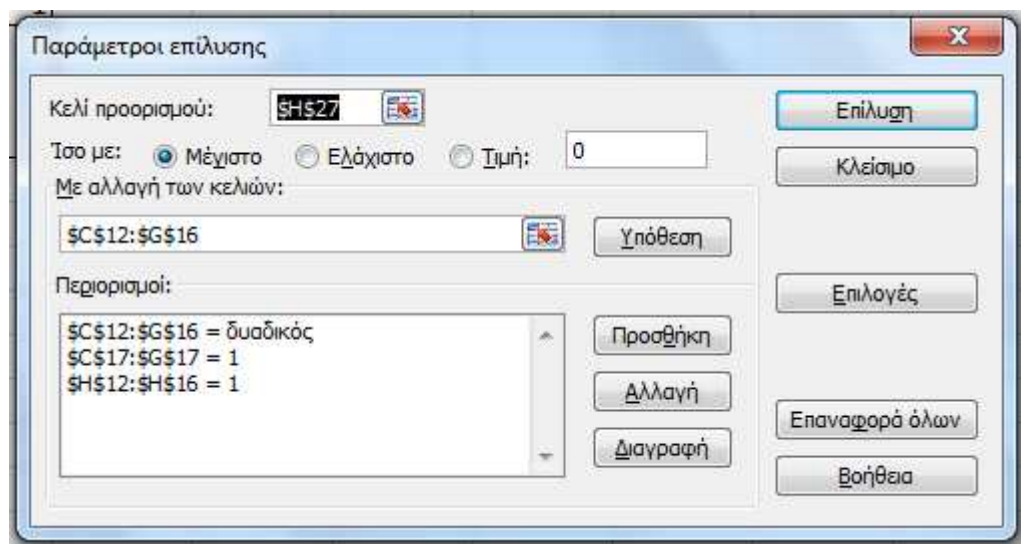 Παράμετροι επίλυσης
Κελί προορισμού: $H$27
Ίσο με: Μέγιστο Ελάχιστο Τιμή: 0
Με αλλαγή των κελιών:
$C$12:$G$16 Υπόθεση
Περιορισμοί:
$C$12:$G$16 = δυαδικός
$C$17:$G$17 = 1
$H$12:$H$16 = 1
Προσθήκη
Αλλαγή
Διαγραφή
Επίλυση
Κλείσιμο
Επιλογές
Επαναφορά όλων
Βοήθεια